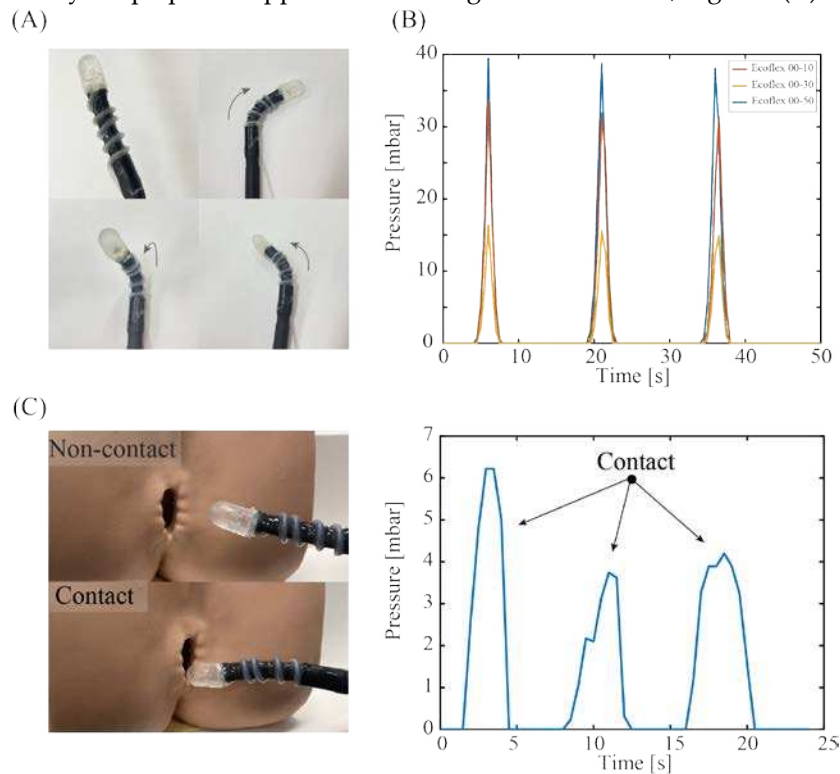 (A)
(B)
40
30
20
10
0
Pressure [mbar]
Ecoflex 00-10
Ecoflex 00-30
Ecoflex 00-50
0 10 20 30 40 50
Time [s]
(C)
Non-contact
Contact
7
6
5
4
3
2
1
0
Pressure [mbar]
Contact
0 5 10 15 20 25
Time [s]